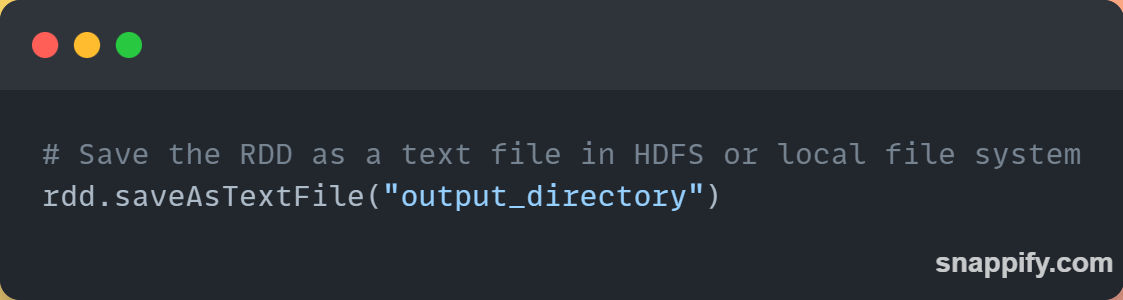 # Save the RDD as a text file in HDFS or local file system
rdd.saveAsTextFile("output_directory")
snappify.com